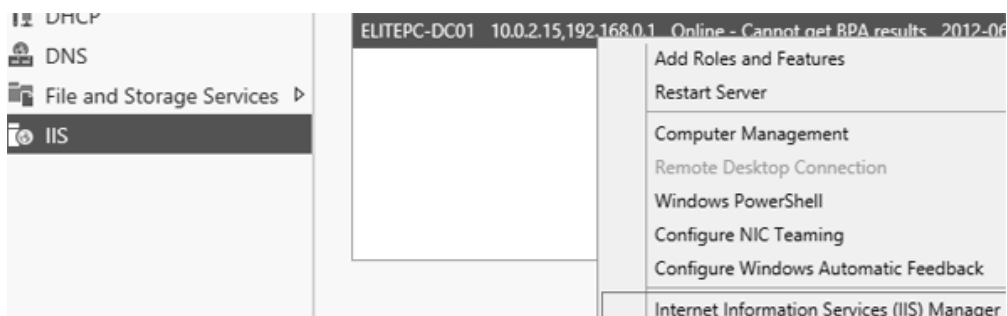 DHCP
DNS
File and Storage Services
IIS
ELITEPC-DC01 10.0.2.15,192.168.0.1 Online - Cannot get BPA results 2012-06
Add Roles and Features
Restart Server
Computer Management
Remote Desktop Connection
Windows PowerShell
Configure NIC Teaming
Configure Windows Automatic Feedback
Internet Information Services (IIS) Manager